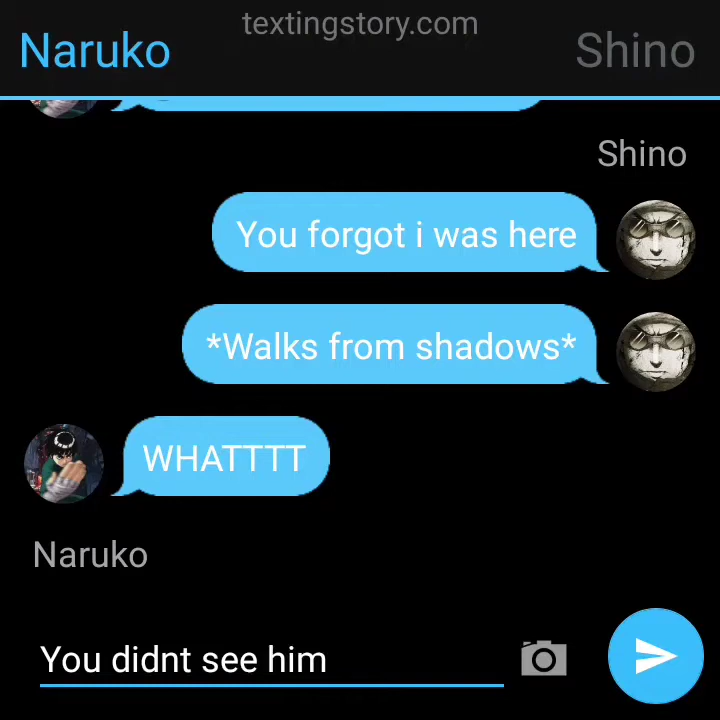 textingstory.com
Naruko
Shino
Shino
You forgot i was here
*Walks from shadows*
WHATTTT
Naruko
You didnt see him